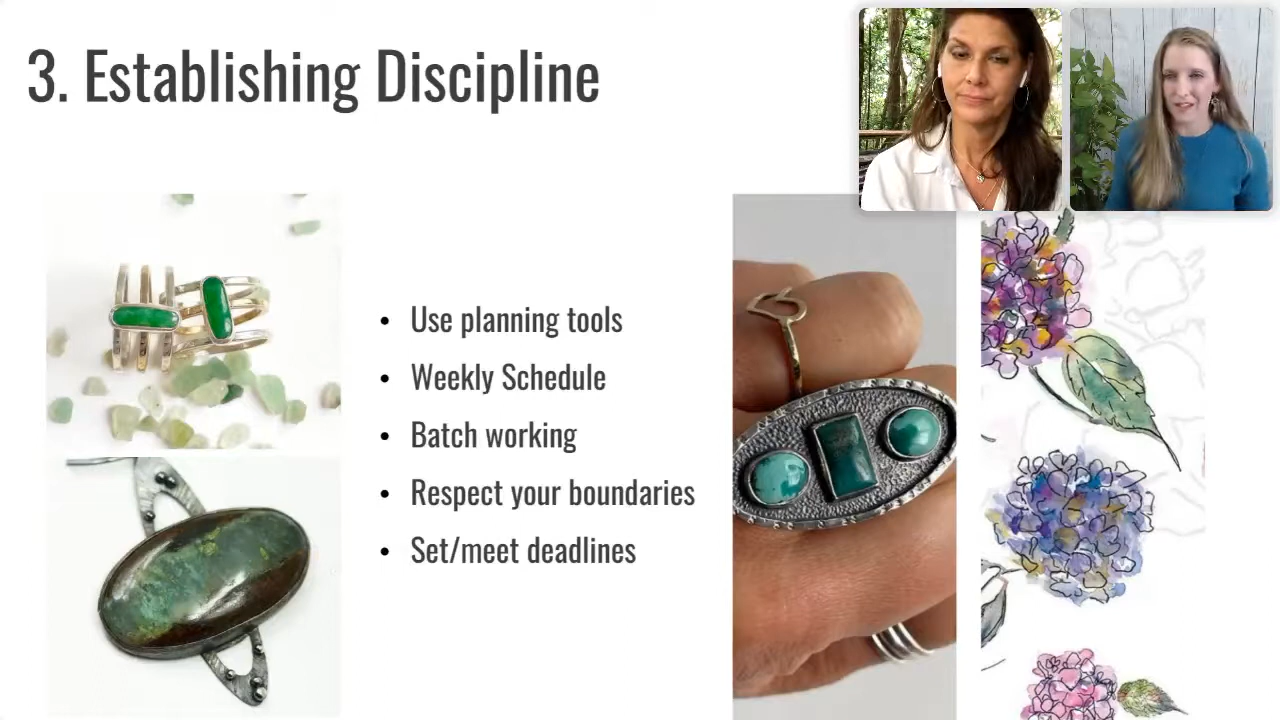 3. Establishing Discipline
• Use planning tools
• Weekly Schedule
• Batch working
• Respect your boundaries
• Set/meet deadlines